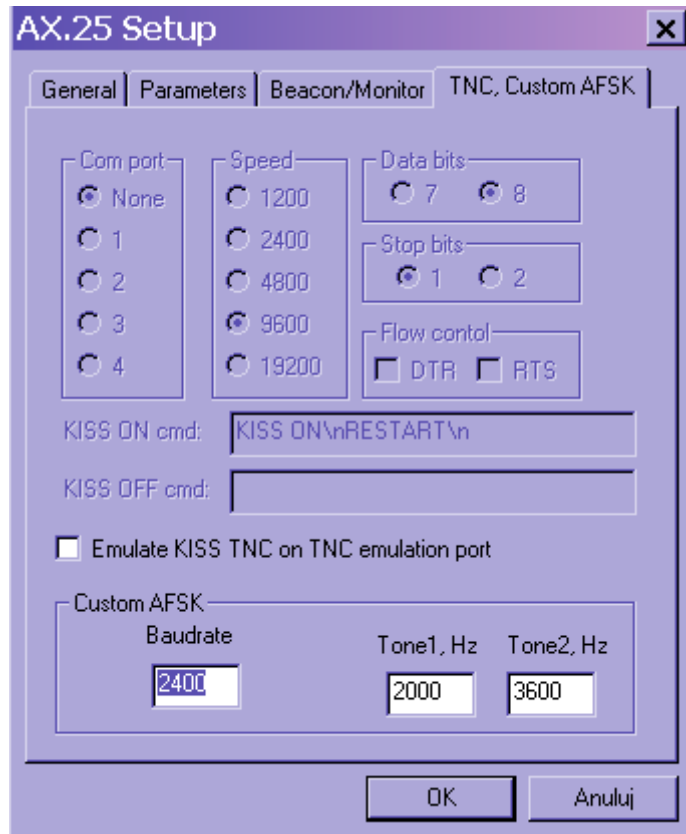 AX.25 Setup
General Parameters Beacon/Monitor TNC, Custom AFSK
Com port
None
1
2
3
4
Speed
1200
2400
4800
9600
19200
Data bits
7 8
Stop bits
1 2
Flow contol
DTR RTS
KISS ON cmd: KISS ON\nRESTART\n
KISS OFF cmd:
Emulate KISS TNC on TNC emulation port
Custom AFSK
Baudrate Tone1, Hz Tone2, Hz
2400 2000 3600
OK Anuluj